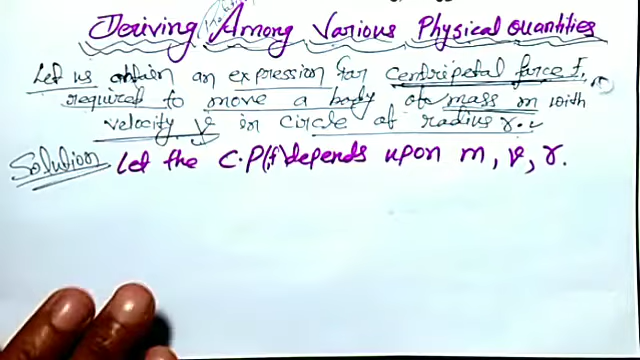 Deriving Among Various Physical Quantities
Let us obtain an expression for centripetal force f,
required to move a body of mass m with
velocity v in circle of radius r.
Solution Let the C.P(f) depends upon m, v, r.